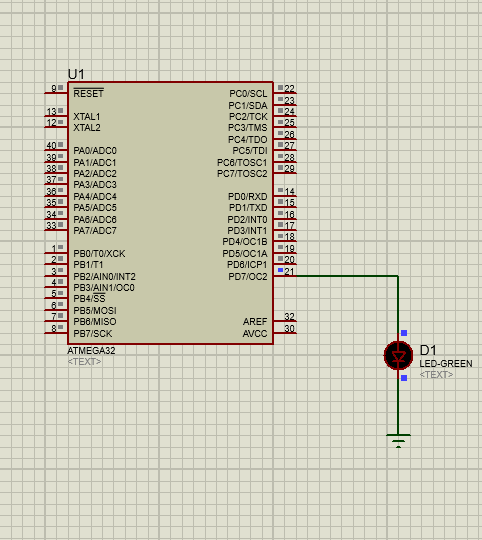 U1
9 RESET
13 XTAL1
12 XTAL2
40 PA0/ADC0
39 PA1/ADC1
38 PA2/ADC2
37 PA3/ADC3
36 PA4/ADC4
35 PA5/ADC5
34 PA6/ADC6
33 PA7/ADC7
1 PB0/T0/XCK
2 PB1/T1
3 PB2/AIN0/INT2
4 PB3/AIN1/OC0
5 PB4/SS
6 PB5/MOSI
7 PB6/MISO
8 PB7/SCK
PC0/SCL 22
PC1/SDA 23
PC2/TCK 24
PC3/TMS 25
PC4/TDO 26
PC5/TDI 27
PC6/TOSC1 28
PC7/TOSC2 29
PD0/RXD 14
PD1/TXD 15
PD2/INT0 16
PD3/INT1 17
PD4/OC1B 18
PD5/OC1A 19
PD6/ICP1 20
PD7/OC2 21
AREF 32
AVCC 30
ATMEGA32
<TEXT>
D1
LED-GREEN
<TEXT>